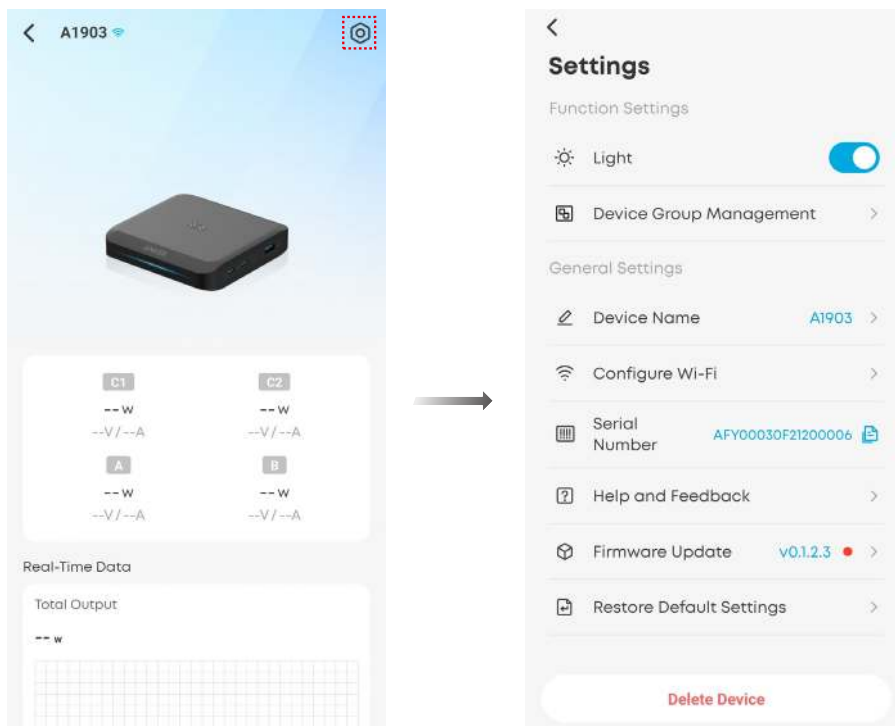 A1903
C1
C2
-- W
-- W
--V / --A
--V / --A
A
B
-- W
-- W
--V / --A
--V / --A
Real-Time Data
Total Output
-- w
Settings
Function Settings
Light
Device Group Management
General Settings
Device Name
A1903
Configure Wi-Fi
Serial
Number
AFY00030F21200006
Help and Feedback
Firmware Update
v0.1.2.3
Restore Default Settings
Delete Device